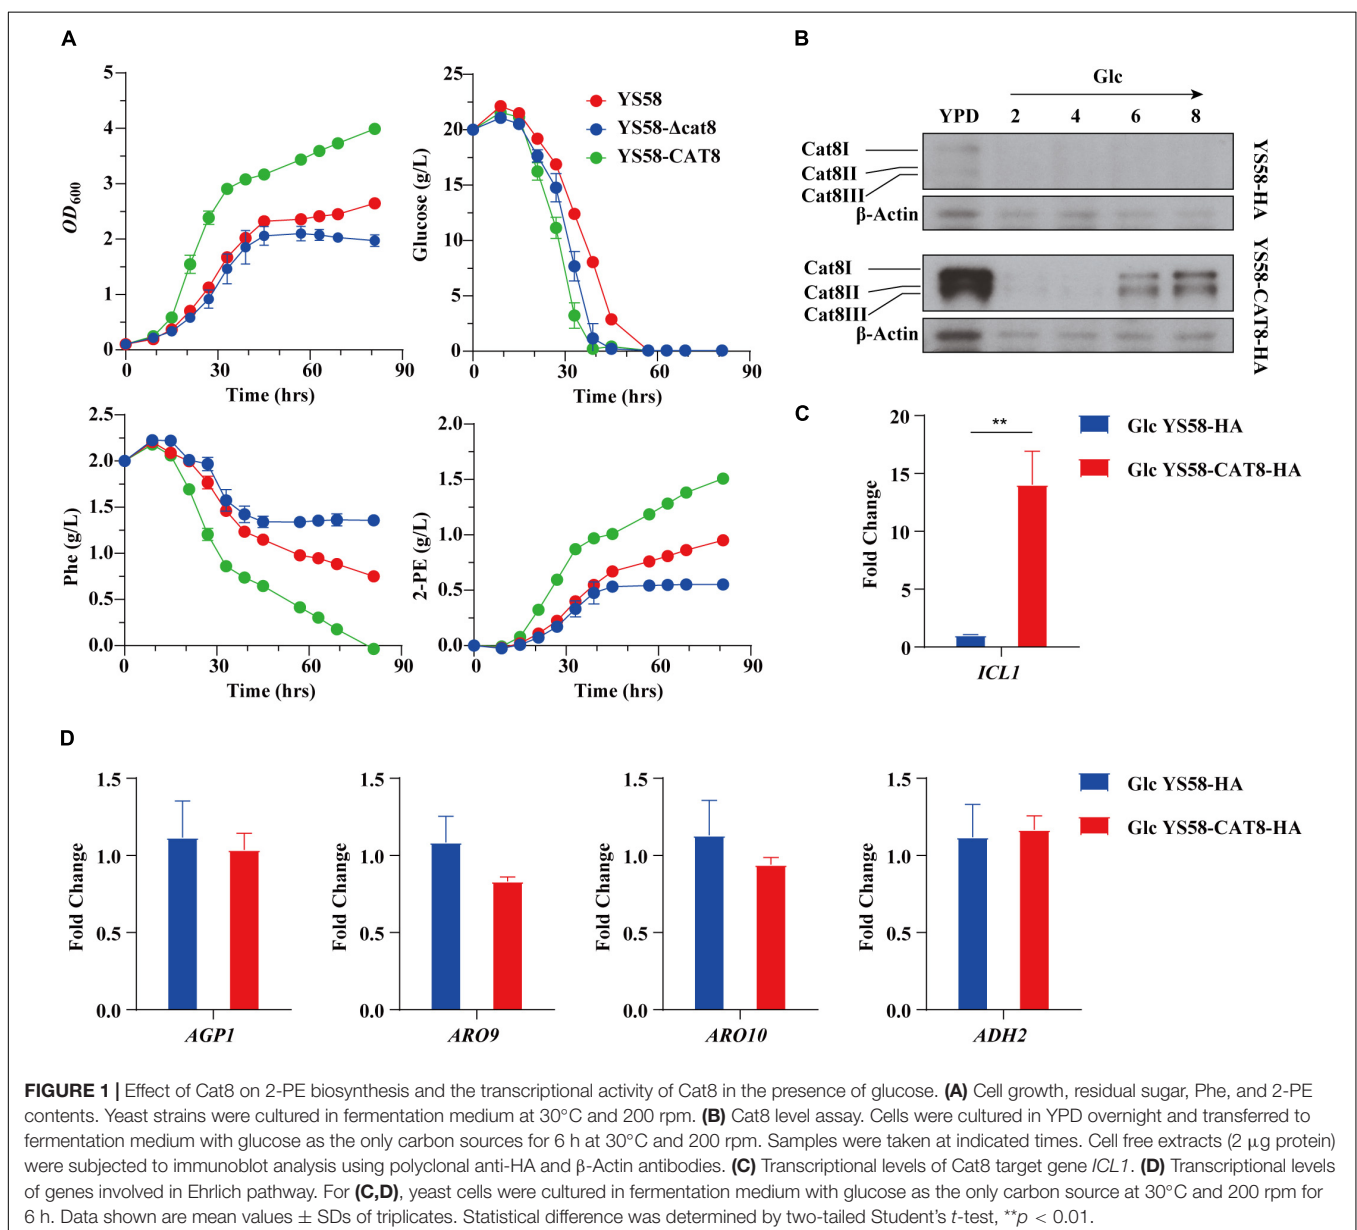 A
5
4
3
2
1
0
OD600
0
30
60
90
Time (hrs)
25
20
15
10
5
0
Glucose (g/L)
0
30
60
90
Time (hrs)
YS58
YS58-Δcat8
YS58-CAT8
2.5
2.0
1.5
1.0
0.5
0.0
Phe (g/L)
0
30
60
90
Time (hrs)
2.0
1.5
1.0
0.5
0.0
2-PE (g/L)
0
30
60
90
Time (hrs)
B
Glc
YPD 2 4 6 8
Cat8I
Cat8II
Cat8III
β-Actin
YS58-HA
Cat8I
Cat8II
Cat8III
β-Actin
YS58-CAT8-HA
C
20
15
10
5
0
Fold Change
**
ICL1
Glc YS58-HA
Glc YS58-CAT8-HA
D
1.5
1.0
0.5
0.0
Fold Change
AGP1
1.5
1.0
0.5
0.0
Fold Change
ARO9
1.5
1.0
0.5
0.0
Fold Change
ARO10
1.5
1.0
0.5
0.0
Fold Change
ADH2
Glc YS58-HA
Glc YS58-CAT8-HA
FIGURE 1 | Effect of Cat8 on 2-PE biosynthesis and the transcriptional activity of Cat8 in the presence of glucose. (A) Cell growth, residual sugar, Phe, and 2-PE
contents. Yeast strains were cultured in fermentation medium at 30°C and 200 rpm. (B) Cat8 level assay. Cells were cultured in YPD overnight and transferred to
fermentation medium with glucose as the only carbon sources for 6 h at 30°C and 200 rpm. Samples were taken at indicated times. Cell free extracts (2 μg protein)
were subjected to immunoblot analysis using polyclonal anti-HA and β-Actin antibodies. (C) Transcriptional levels of Cat8 target gene ICL1. (D) Transcriptional levels
of genes involved in Ehrlich pathway. For (C,D), yeast cells were cultured in fermentation medium with glucose as the only carbon source at 30°C and 200 rpm for
6 h. Data shown are mean values ± SDs of triplicates. Statistical difference was determined by two-tailed Student's t-test, **p < 0.01.